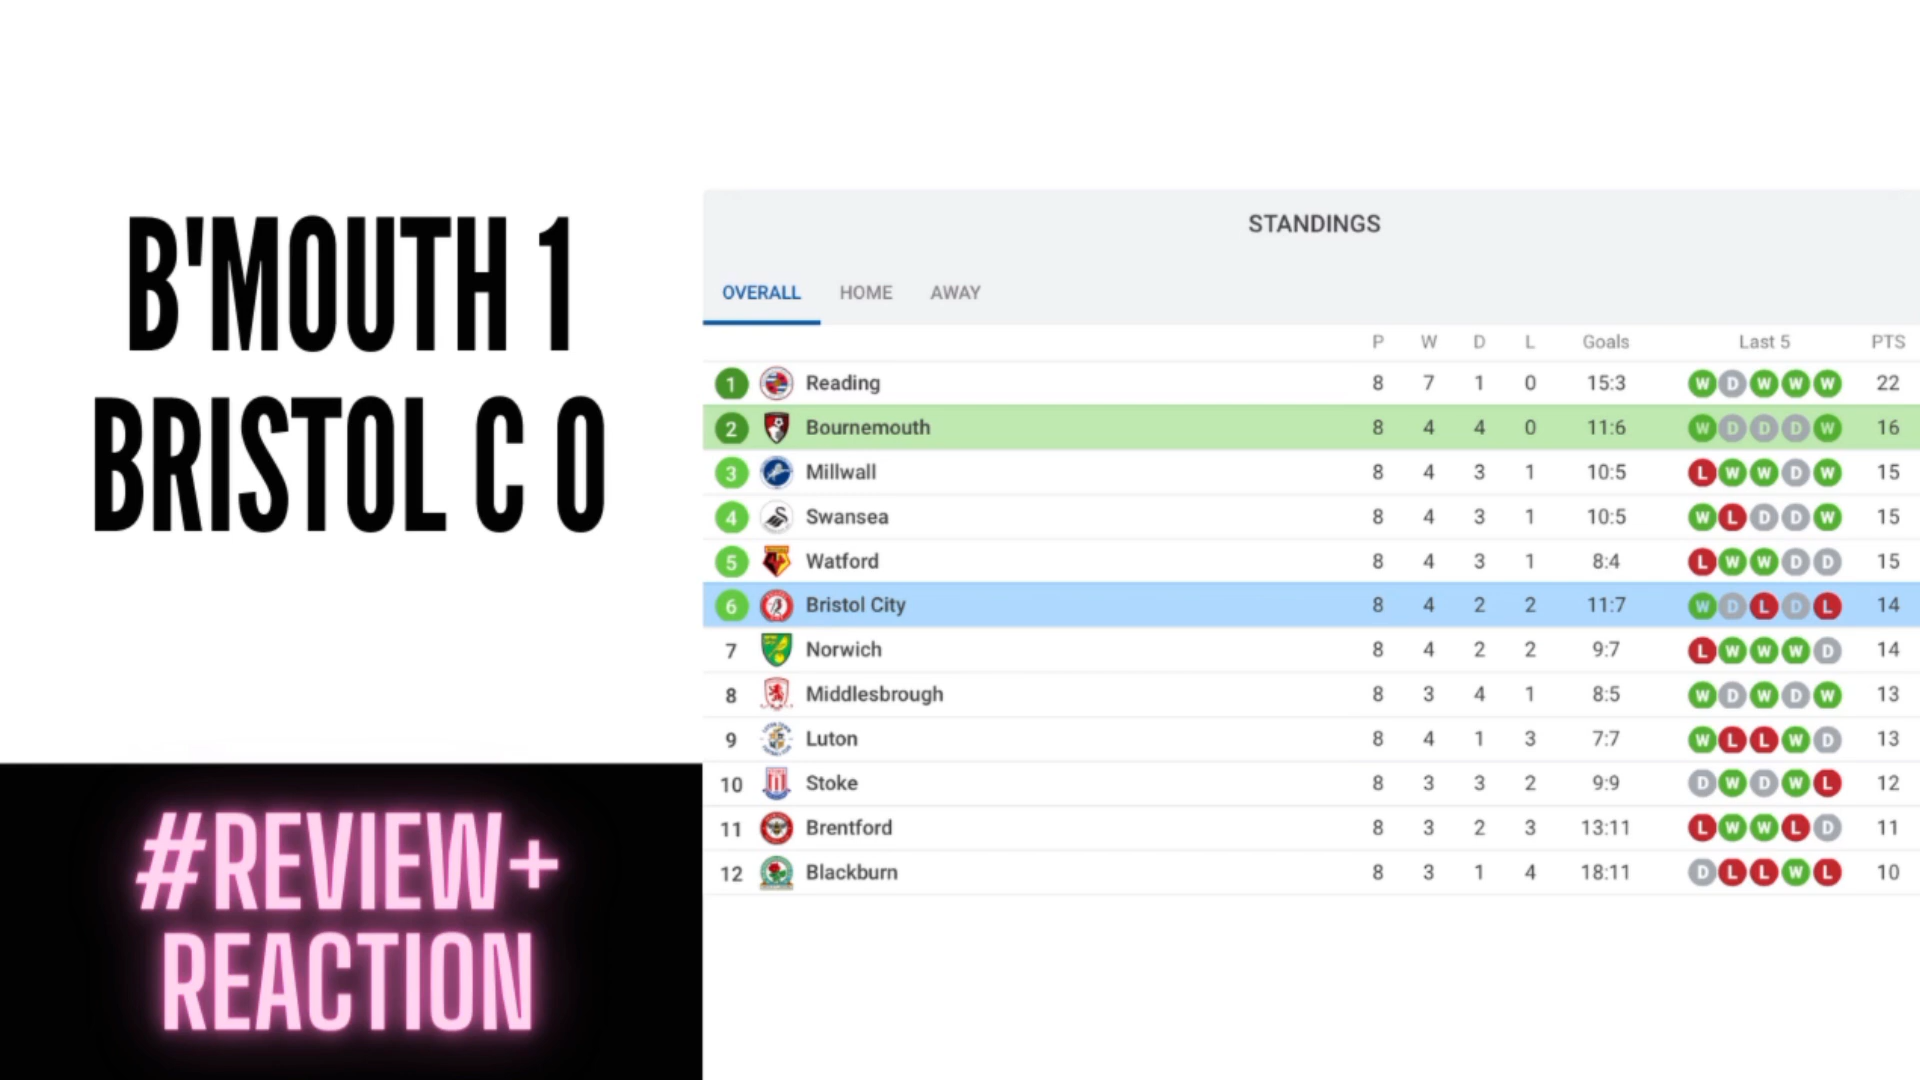 B'MOUTH 1
BRISTOL C 0
#REVIEW+
REACTION
STANDINGS
OVERALL HOME AWAY
P W D L Goals Last 5 PTS
1 Reading 8 7 1 0 15:3 W D W W W 22
2 Bournemouth 8 4 4 0 11:6 W D D D W 16
3 Millwall 8 4 3 1 10:5 L W W D W 15
4 Swansea 8 4 3 1 10:5 W L D D W 15
5 Watford 8 4 3 1 8:4 L W W D D 15
6 Bristol City 8 4 2 2 11:7 W D L D L 14
7 Norwich 8 4 2 2 9:7 L W W W D 14
8 Middlesbrough 8 3 4 1 8:5 W D W D W 13
9 Luton 8 4 1 3 7:7 W L L W D 13
10 Stoke 8 3 3 2 9:9 D W D W L 12
11 Brentford 8 3 2 3 13:11 L W W L D 11
12 Blackburn 8 3 1 4 18:11 D L L W L 10